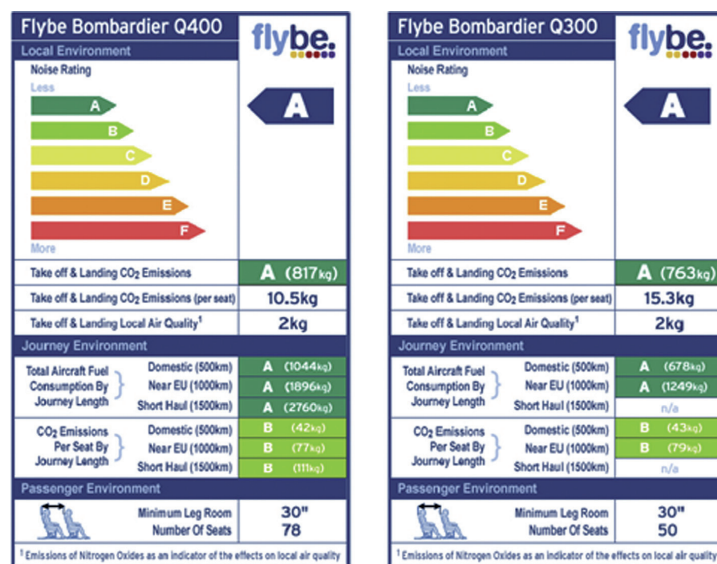 Flybe Bombardier Q400
flybe.
Local Environment
Noise Rating
Less
A
B
C
D
E
F
More
A
Take off & Landing CO2 Emissions A (817kg)
Take off & Landing CO2 Emissions (per seat) 10.5kg
Take off & Landing Local Air Quality1 2kg
Journey Environment
Total Aircraft Fuel Consumption By Journey Length
Domestic (500km) A (1044kg)
Near EU (1000km) A (1896kg)
Short Haul (1500km) A (2760kg)
CO2 Emissions Per Seat By Journey Length
Domestic (500km) B (42kg)
Near EU (1000km) B (77kg)
Short Haul (1500km) B (111kg)
Passenger Environment
Minimum Leg Room 30"
Number Of Seats 78
1 Emissions of Nitrogen Oxides as an indicator of the effects on local air quality
Flybe Bombardier Q300
flybe.
Local Environment
Noise Rating
Less
A
B
C
D
E
F
More
A
Take off & Landing CO2 Emissions A (763kg)
Take off & Landing CO2 Emissions (per seat) 15.3kg
Take off & Landing Local Air Quality1 2kg
Journey Environment
Total Aircraft Fuel Consumption By Journey Length
Domestic (500km) A (678kg)
Near EU (1000km) A (1249kg)
Short Haul (1500km) n/a
CO2 Emissions Per Seat By Journey Length
Domestic (500km) B (43kg)
Near EU (1000km) B (79kg)
Short Haul (1500km) n/a
Passenger Environment
Minimum Leg Room 30"
Number Of Seats 50
1 Emissions of Nitrogen Oxides as an indicator of the effects on local air quality